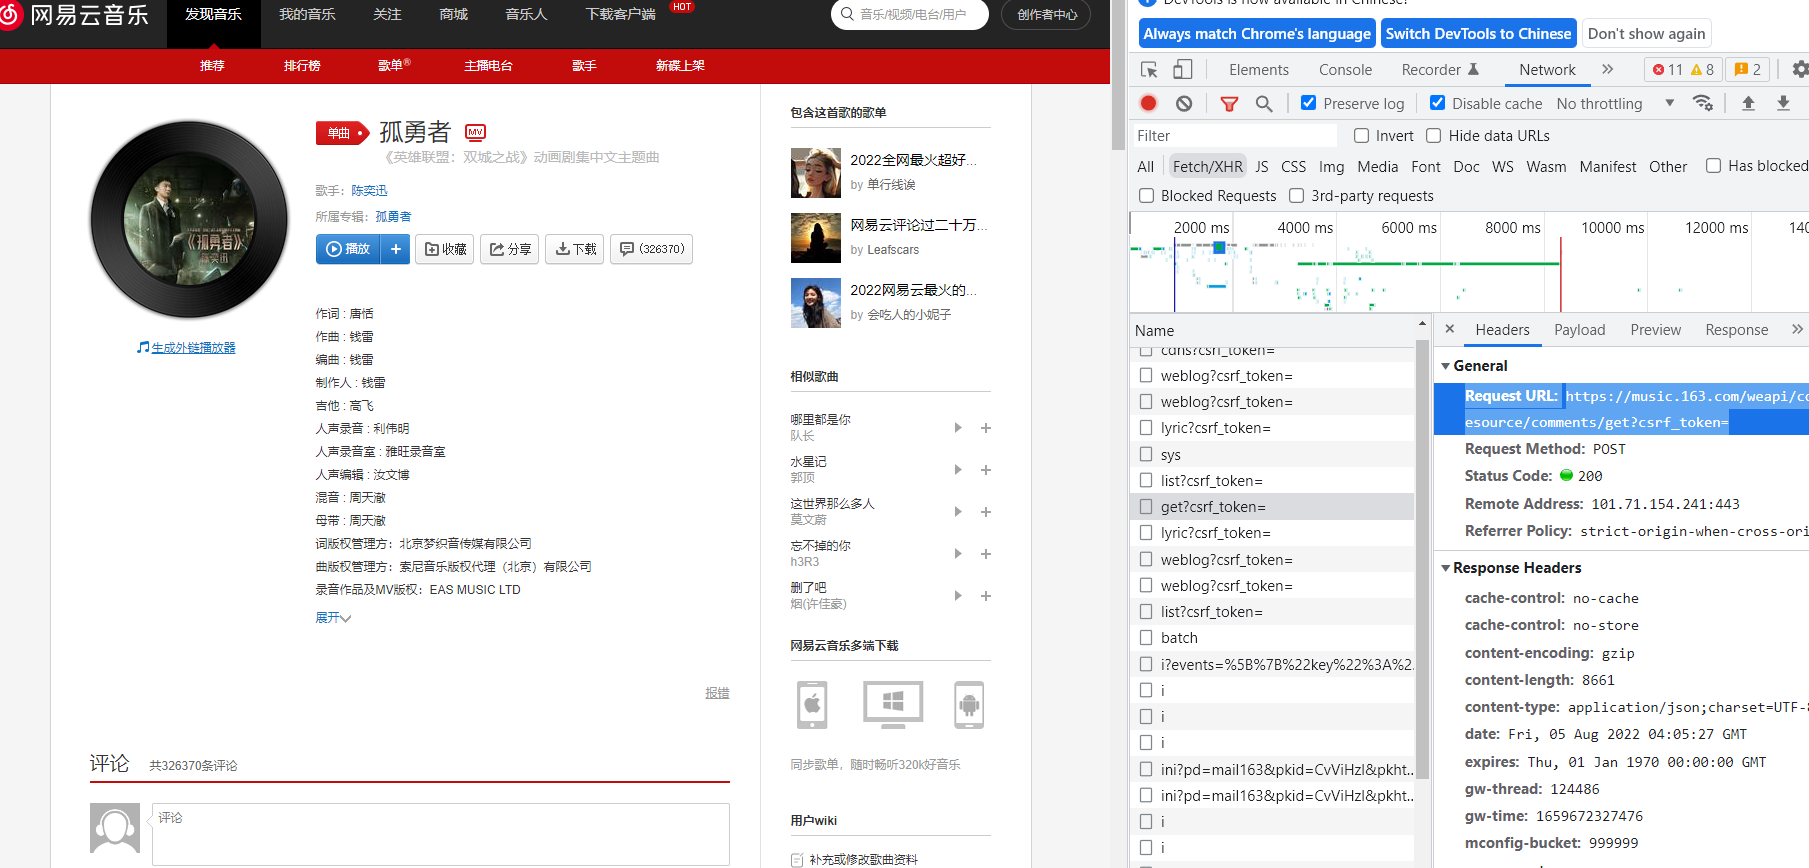 网易云音乐
发现音乐 我的音乐 关注 商城 音乐人 下载客户端 HOT
音乐/视频/电台/用户
创作者中心
推荐 排行榜 歌单® 主播电台 歌手 新碟上架
单曲
孤勇者 MV
《英雄联盟：双城之战》动画剧集中文主题曲
歌手：陈奕迅
所属专辑：孤勇者
播放 + 收藏 分享 下载 (326370)
《孤勇者》
陈奕迅
生成外链播放器
作词 : 唐恬
作曲 : 钱雷
编曲 : 钱雷
制作人 : 钱雷
吉他 : 高飞
人声录音 : 利伟明
人声录音室 : 雅旺录音室
人声编辑 : 汝文博
混音 : 周天澈
母带 : 周天澈
词版权管理方：北京梦织音传媒有限公司
曲版权管理方：索尼音乐版权代理（北京）有限公司
录音作品及MV版权：EAS MUSIC LTD
展开
报错
评论 共326370条评论
评论
包含这首歌的歌单
2022全网最火超好...
by 单行线诶
网易云评论过二十万...
by Leafscars
2022网易云最火的...
by 会吃人的小妮子
相似歌曲
哪里都是你
队长
水星记
郭顶
这世界那么多人
莫文蔚
忘不掉的你
h3R3
删了吧
烟(许佳豪)
网易云音乐多端下载
同步歌单，随时畅听320k好音乐
用户wiki
补充或修改歌曲资料
DevTools is now available in Chinese!
Always match Chrome's language Switch DevTools to Chinese Don't show again
Elements Console Recorder Network » 11 8 2
Preserve log Disable cache No throttling
Filter Invert Hide data URLs
All Fetch/XHR JS CSS Img Media Font Doc WS Wasm Manifest Other Has blocked
Blocked Requests 3rd-party requests
2000 ms 4000 ms 6000 ms 8000 ms 10000 ms 12000 ms 140
Name
cdns?csrf_token=
weblog?csrf_token=
weblog?csrf_token=
lyric?csrf_token=
sys
list?csrf_token=
get?csrf_token=
lyric?csrf_token=
weblog?csrf_token=
weblog?csrf_token=
list?csrf_token=
batch
i?events=%5B%7B%22key%22%3A%2...
i
i
i
ini?pd=mail163&pkid=CvViHzl&pkht...
ini?pd=mail163&pkid=CvViHzl&pkht...
i
i
× Headers Payload Preview Response »
General
Request URL: https://music.163.com/weapi/co
esource/comments/get?csrf_token=
Request Method: POST
Status Code: 200
Remote Address: 101.71.154.241:443
Referrer Policy: strict-origin-when-cross-ori
Response Headers
cache-control: no-cache
cache-control: no-store
content-encoding: gzip
content-length: 8661
content-type: application/json;charset=UTF-8
date: Fri, 05 Aug 2022 04:05:27 GMT
expires: Thu, 01 Jan 1970 00:00:00 GMT
gw-thread: 124486
gw-time: 1659672327476
mconfig-bucket: 999999